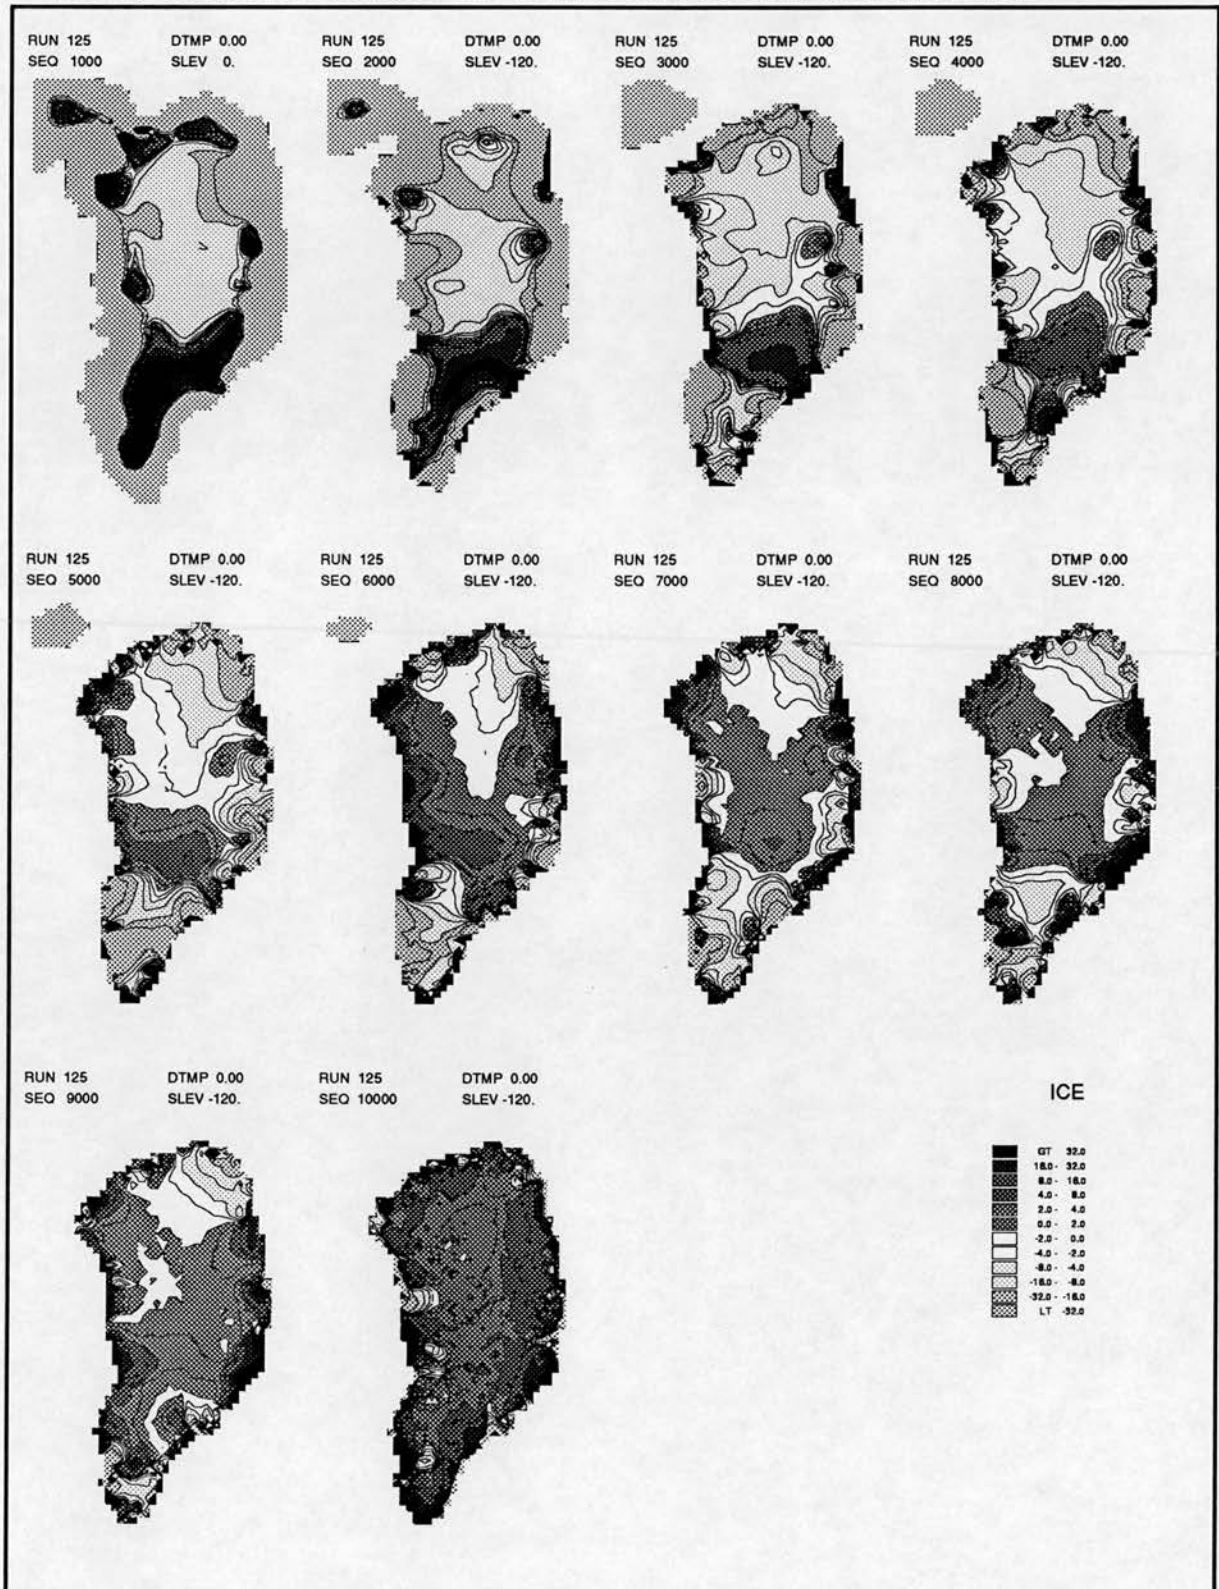 RUN 125 DTMP 0.00 RUN 125 DTMP 0.00 RUN 125 DTMP 0.00 RUN 125 DTMP 0.00
SEQ 1000 SLEV 0. SEQ 2000 SLEV -120. SEQ 3000 SLEV -120. SEQ 4000 SLEV -120.
RUN 125 DTMP 0.00 RUN 125 DTMP 0.00 RUN 125 DTMP 0.00 RUN 125 DTMP 0.00
SEQ 5000 SLEV -120. SEQ 6000 SLEV -120. SEQ 7000 SLEV -120. SEQ 8000 SLEV -120.
RUN 125 DTMP 0.00 RUN 125 DTMP 0.00
SEQ 9000 SLEV -120. SEQ 10000 SLEV -120.
ICE
GT 32.0
16.0 - 32.0
8.0 - 16.0
4.0 - 8.0
2.0 - 4.0
0.0 - 2.0
-2.0 - 0.0
-4.0 - -2.0
-8.0 - -4.0
-16.0 - -8.0
-32.0 - -16.0
LT -32.0